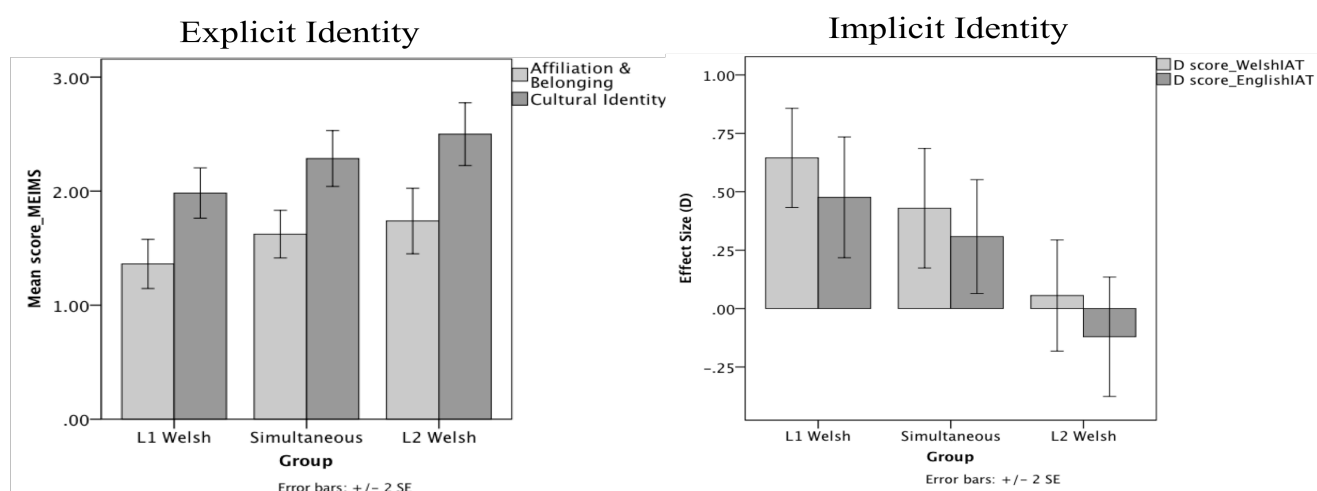 Explicit Identity
Affiliation &
Belonging
Cultural Identity
3.00
2.00
1.00
.00
Mean score_MEIMS
L1 Welsh
Simultaneous
L2 Welsh
Group
Error bars: +/- 2 SE
Implicit Identity
D score_WelshIAT
D score_EnglishIAT
1.00
.75
.50
.25
.00
-.25
Effect Size (D)
L1 Welsh
Simultaneous
L2 Welsh
Group
Error bars: +/- 2 SE